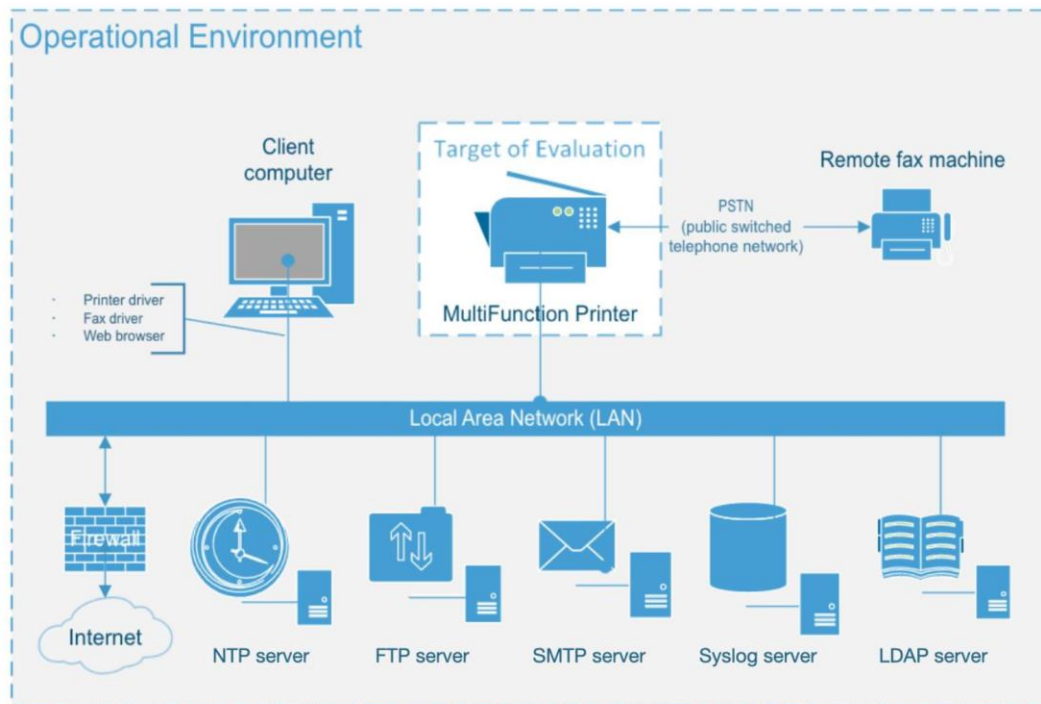 Operational Environment
Client
computer
Target of Evaluation
MultiFunction Printer
PSTN
(public switched
telephone network)
Remote fax machine
· Printer driver
· Fax driver
· Web browser
Local Area Network (LAN)
Firewall
Internet
NTP server
FTP server
SMTP server
Syslog server
LDAP server